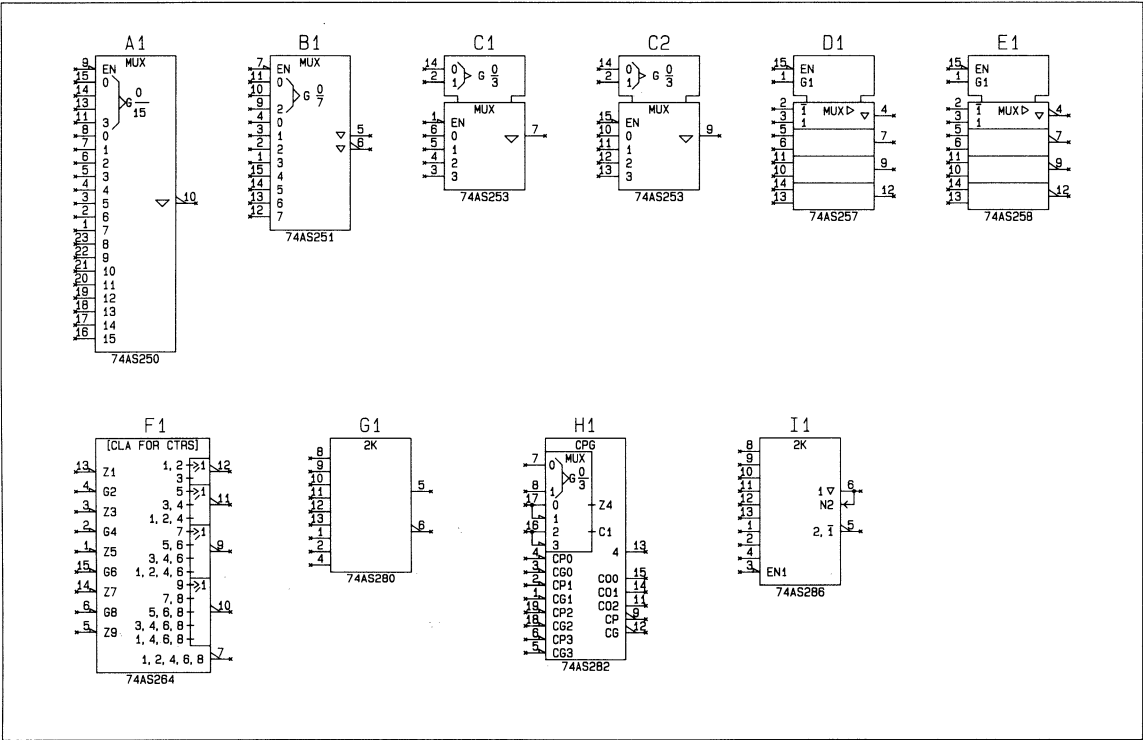 A1 B1 C1 C2 D1 E1
MUX
9 EN
15 0
14
13
11 3
G 0/15
8 0
7 1
6 2
5 3
4 4
3 5
2 6
1 7
23 8
22 9
21 10
20 11
19 12
18 13
17 14
16 15
10
74AS250
MUX
7 EN
11 0
10
9 2
G 0/7
4 0
3 1
2 2
1 3
15 4
14 5
13 6
12 7
5
6
74AS251
14 0
2 1
G 0/3
MUX
1 EN
6 0
5 1
4 2
3 3
7
74AS253
14 0
2 1
G 0/3
MUX
15 EN
10 0
11 1
12 2
13 3
9
74AS253
15 EN
1 G1
2 1̅ MUX ▷ ▽ 4
3 1
5
6
7
11
10
9
14
13
12
74AS257
15 EN
1 G1
2 1̅ MUX ▷ ▽ 4
3 1
5
6
7
11
10
9
14
13
12
74AS258
F1 G1 H1 I1
[CLA FOR CTRS]
13 Z1
4 G2
3 Z3
2 G4
1 Z5
15 G6
14 Z7
6 G8
5 Z9
1, 2 ≥1 12
3
5 ≥1
3, 4 11
1, 2, 4
7 ≥1
5, 6 9
3, 4, 6
1, 2, 4, 6
9 ≥1
7, 8
5, 6, 8 10
3, 4, 6, 8
1, 4, 6, 8
1, 2, 4, 6, 8 7
74AS264
2K
8
9
10
11
12
13
1
2
4
5
6
74AS280
CPG
MUX
7 0
8 1
G 0/3
17 0
1
16 2
3
Z4
C1
4 13
4 CP0
3 CG0
2 CP1
1 CG1
19 CP2
18 CG2
6 CP3
5 CG3
CO0 15
CO1 14
CO2 11
CP 9
CG 12
74AS282
2K
8
9
10
11
12
13
1
2
4
3 EN1
1 ▽ 6
N2
2, 1̅ 5
74AS286